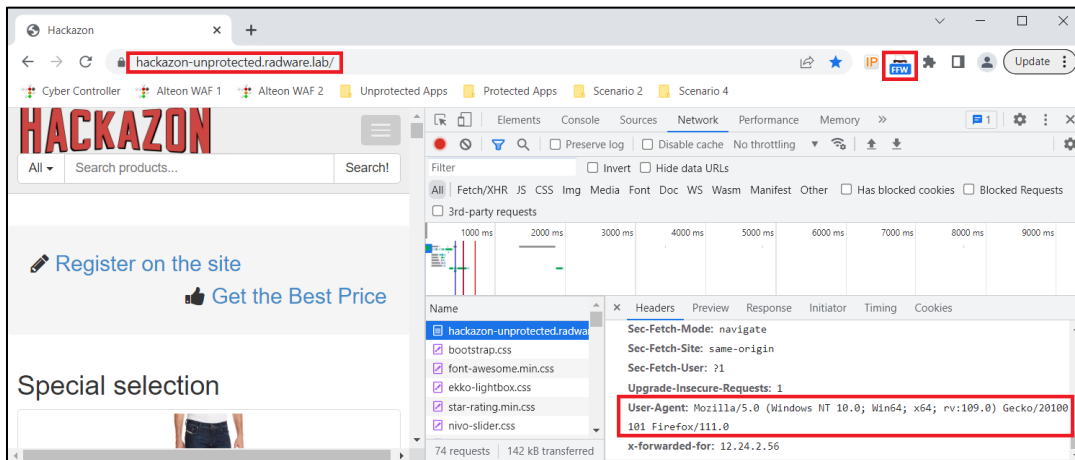 Hackazon
hackazon-unprotected.radware.lab/
IP
FFW
Update
Cyber Controller
Alteon WAF 1
Alteon WAF 2
Unprotected Apps
Protected Apps
Scenario 2
Scenario 4
HACKAZON
All
Search products...
Search!
Register on the site
Get the Best Price
Special selection
Elements Console Sources Network Performance Memory
1
Preserve log Disable cache No throttling
Filter
Invert Hide data URLs
All Fetch/XHR JS CSS Img Media Font Doc WS Wasm Manifest Other Has blocked cookies Blocked Requests
3rd-party requests
1000 ms 2000 ms 3000 ms 4000 ms 5000 ms 6000 ms 7000 ms 8000 ms 9000 ms
Name
hackazon-unprotected.radwa
bootstrap.css
font-awesome.min.css
ekko-lightbox.css
star-rating.min.css
nivo-slider.css
74 requests 142 kB transferred
Headers Preview Response Initiator Timing Cookies
Sec-Fetch-Mode: navigate
Sec-Fetch-Site: same-origin
Sec-Fetch-User: ?1
Upgrade-Insecure-Requests: 1
User-Agent: Mozilla/5.0 (Windows NT 10.0; Win64; x64; rv:109.0) Gecko/20100
101 Firefox/111.0
x-forwarded-for: 12.24.2.56